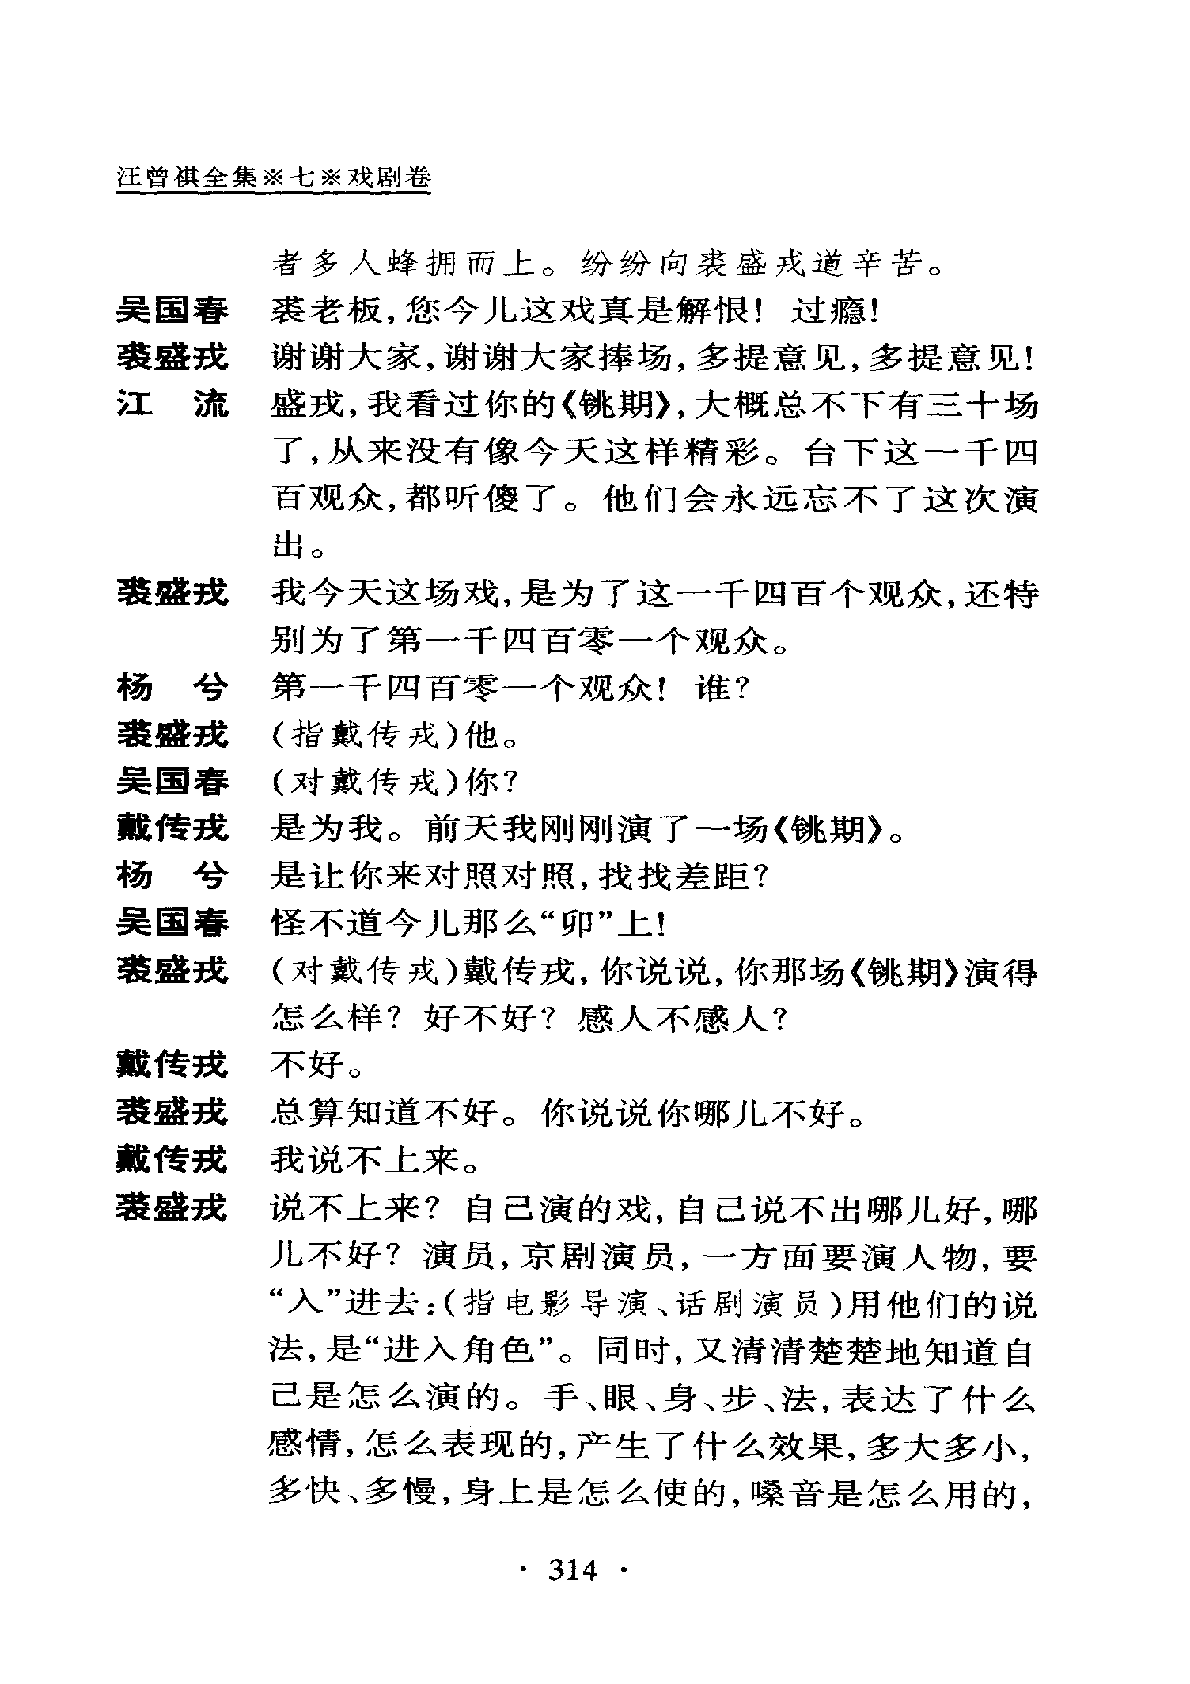 汪曾祺全集※七※戏剧卷
者多人蜂拥而上。纷纷向裘盛戎道辛苦。
吴国春 裘老板,您今儿这戏真是解恨! 过瘾!
裘盛戎 谢谢大家,谢谢大家捧场,多提意见,多提意见!
江 流 盛戎,我看过你的《铫期》,大概总不下有三十场
了,从来没有像今天这样精彩。台下这一千四
百观众,都听傻了。他们会永远忘不了这次演
出。
裘盛戎 我今天这场戏,是为了这一千四百个观众,还特
别为了第一千四百零一个观众。
杨 兮 第一千四百零一个观众! 谁?
裘盛戎 (指戴传戎)他。
吴国春 (对戴传戎)你?
戴传戎 是为我。前天我刚刚演了一场《铫期》。
杨 兮 是让你来对照对照,找找差距?
吴国春 怪不道今儿那么“卯”上!
裘盛戎 (对戴传戎)戴传戎,你说说,你那场《铫期》演得
怎么样? 好不好? 感人不感人?
戴传戎 不好。
裘盛戎 总算知道不好。你说说你哪儿不好。
戴传戎 我说不上来。
裘盛戎 说不上来? 自己演的戏,自己说不出哪儿好,哪
儿不好? 演员,京剧演员,一方面要演人物,要
“入”进去:(指电影导演、话剧演员)用他们的说
法,是“进入角色”。同时,又清清楚楚地知道自
己是怎么演的。手、眼、身、步、法,表达了什么
感情,怎么表现的,产生了什么效果,多大多小,
多快、多慢,身上是怎么使的,嗓音是怎么用的,
· 314 ·